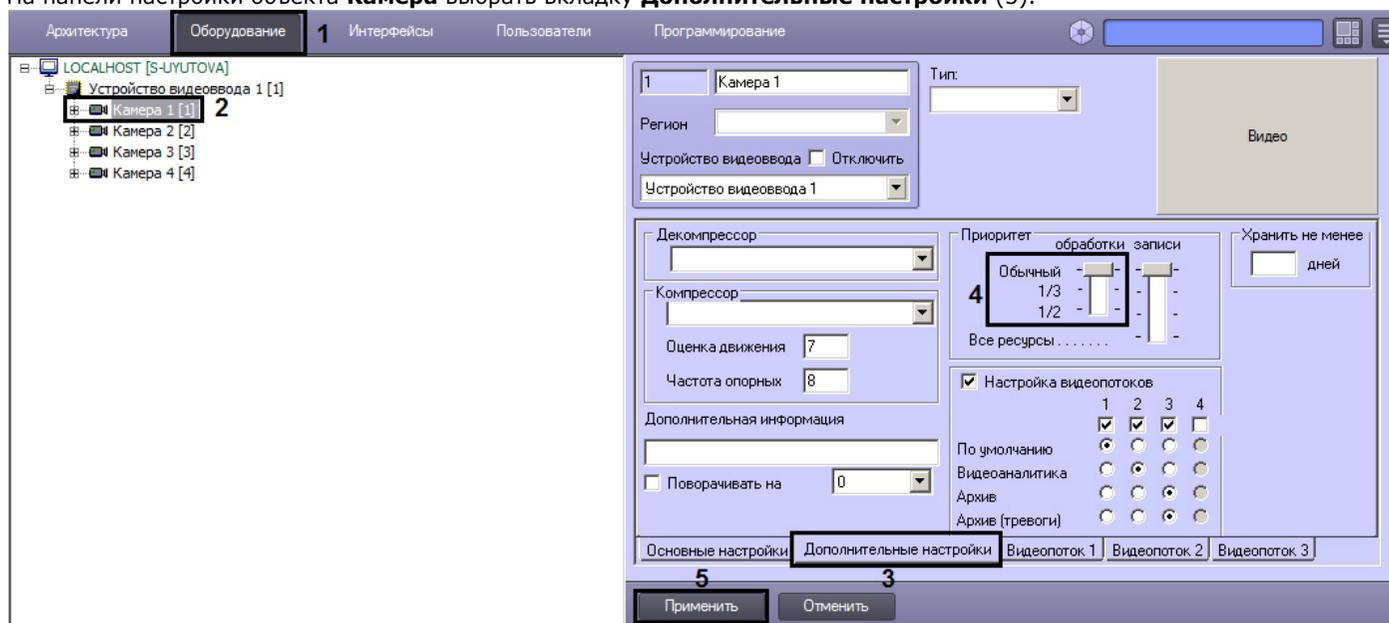 На панели настройки объекта Камера выбрать вкладку Дополнительные настройки (3).
Архитектура Оборудование 1 Интерфейсы Пользователи Программирование
LOCALHOST [S-UYUTOVA]
Устройство видеоввода 1 [1]
Камера 1 [1] 2
Камера 2 [2]
Камера 3 [3]
Камера 4 [4]
1 Камера 1
Тип:
Регион
Устройство видеоввода Отключить
Устройство видеоввода 1
Видео
Декомпрессор
Компрессор
Оценка движения 7
Частота опорных 8
Дополнительная информация
Поворачивать на 0
Приоритет
обработки записи
Обычный
4 1/3
1/2
Все ресурсы . . . . . . .
Хранить не менее
дней
Настройка видеопотоков
1 2 3 4
По умолчанию
Видеоаналитика
Архив
Архив (тревоги)
Основные настройки Дополнительные настройки Видеопоток 1 Видеопоток 2 Видеопоток 3
5 3
Применить Отменить